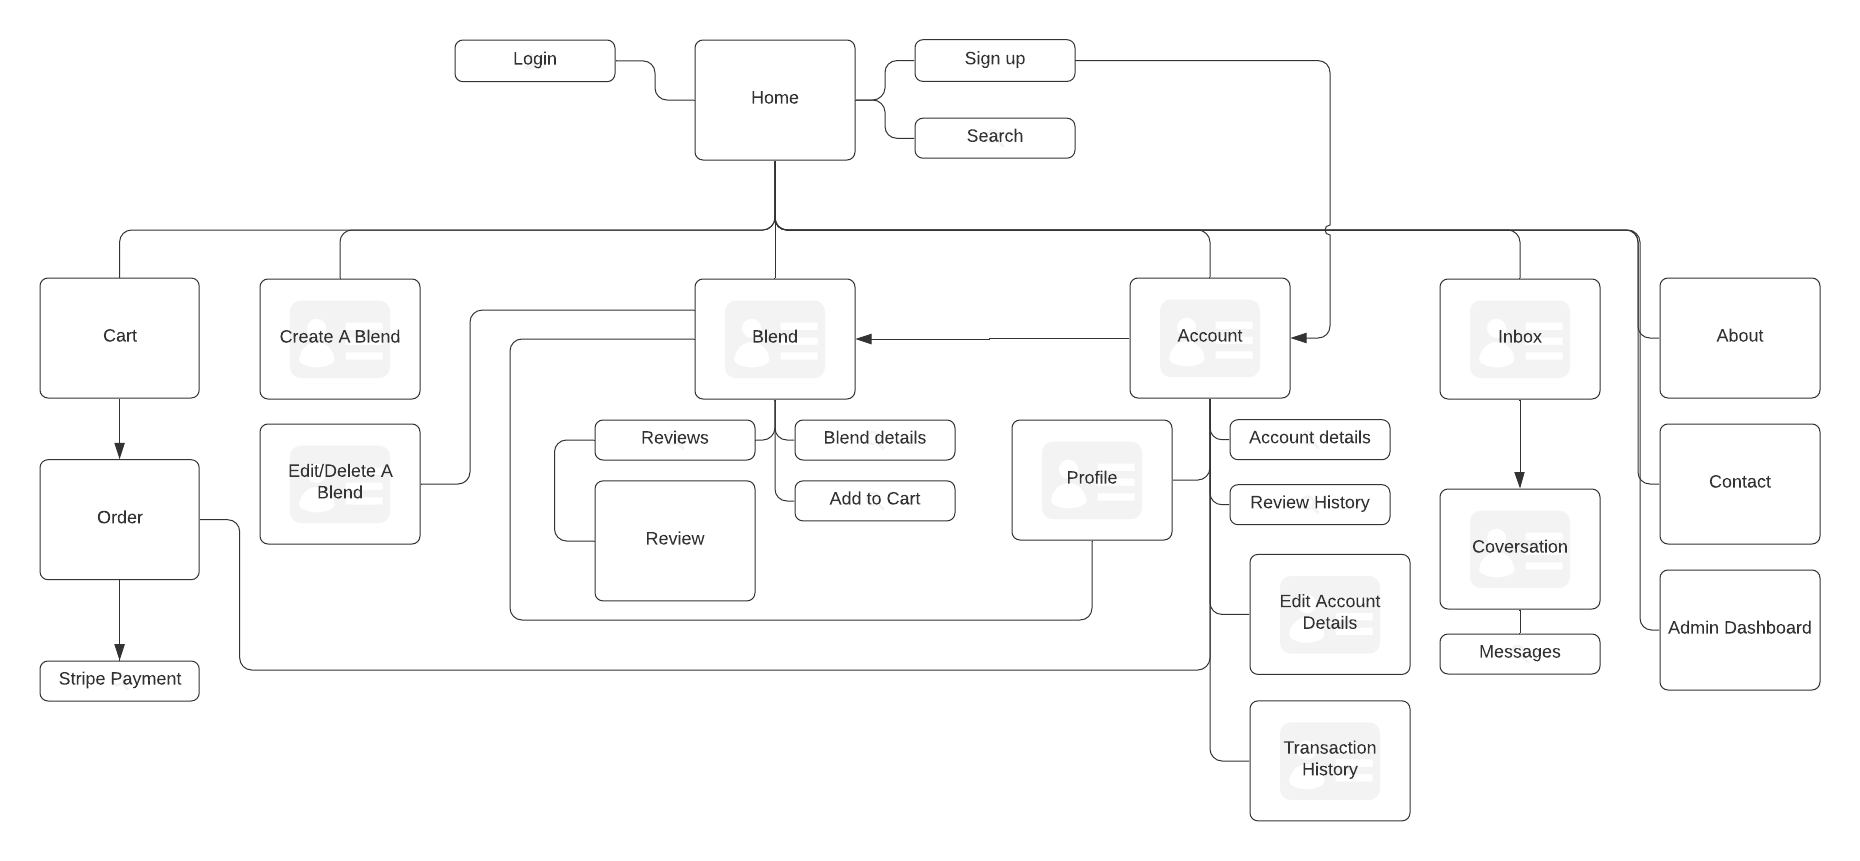 Login
Home
Sign up
Search
Cart
Create A Blend
Blend
Account
Inbox
About
Reviews
Blend details
Profile
Account details
Edit/Delete A
Blend
Add to Cart
Review History
Contact
Order
Review
Coversation
Edit Account
Details
Messages
Admin Dashboard
Stripe Payment
Transaction
History